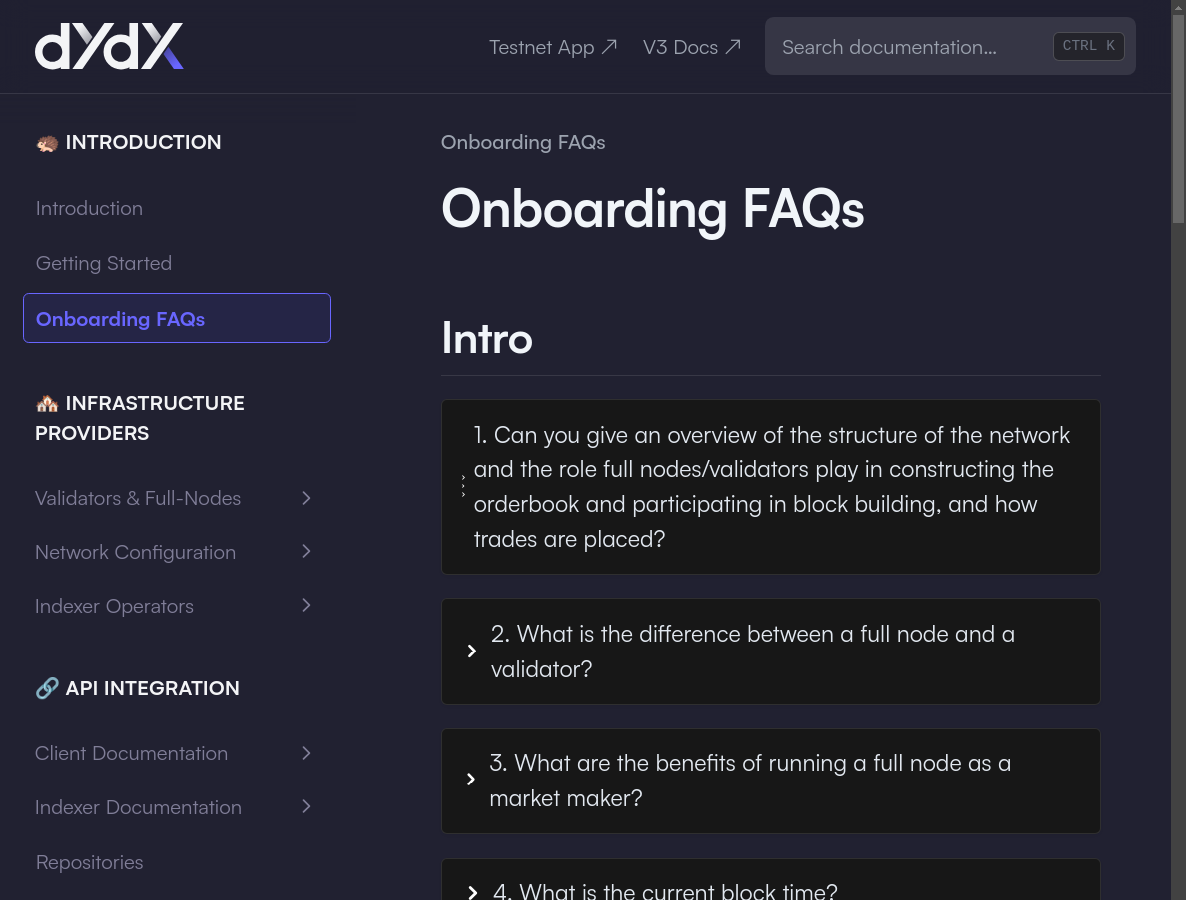 dYdX
Testnet App
V3 Docs
Search documentation...
CTRL K
INTRODUCTION
Introduction
Getting Started
Onboarding FAQs
INFRASTRUCTURE
PROVIDERS
Validators & Full-Nodes
Network Configuration
Indexer Operators
API INTEGRATION
Client Documentation
Indexer Documentation
Repositories
Onboarding FAQs
Onboarding FAQs
Intro
1. Can you give an overview of the structure of the network
and the role full nodes/validators play in constructing the
orderbook and participating in block building, and how
trades are placed?
2. What is the difference between a full node and a
validator?
3. What are the benefits of running a full node as a
market maker?
4. What is the current block time?